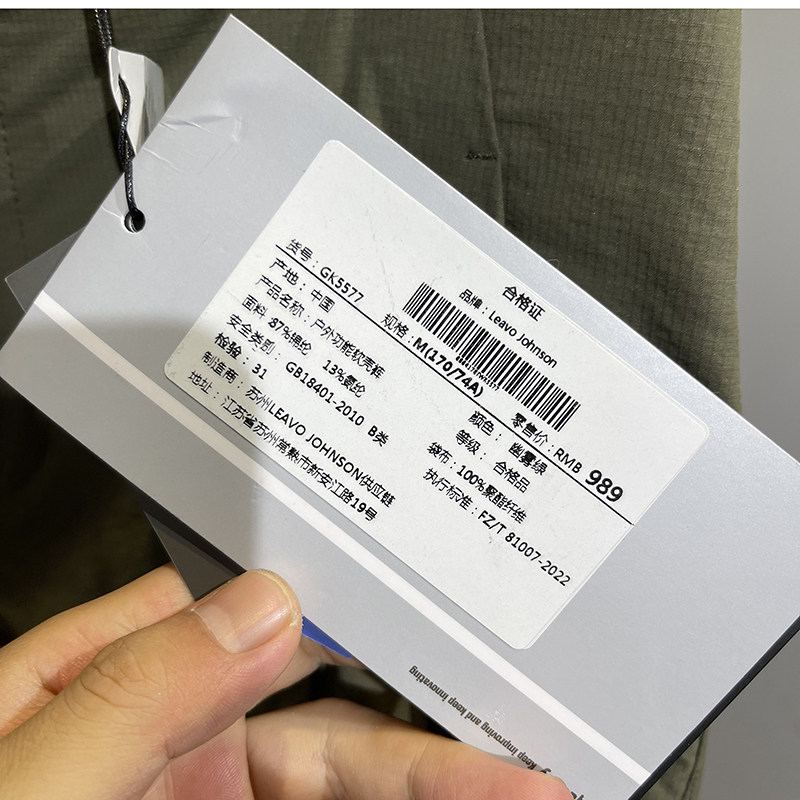 合格证
品牌：Leavo Johnson
货号：GK5577
规格：M(170/74A)
零售价：RMB 989
产地：中国
颜色：幽雾绿
产品名称：户外功能软壳裤
等级：合格品
面料：87%锦纶 13%氨纶
袋布：100%聚酯纤维
安全类别：GB18401-2010 B类
执行标准：FZ/T 81007-2022
检验：31
制造商：苏州LEAVO JOHNSON供应链
地址：江苏省苏州常熟市新安江路19号
Keep improving and keep innovating